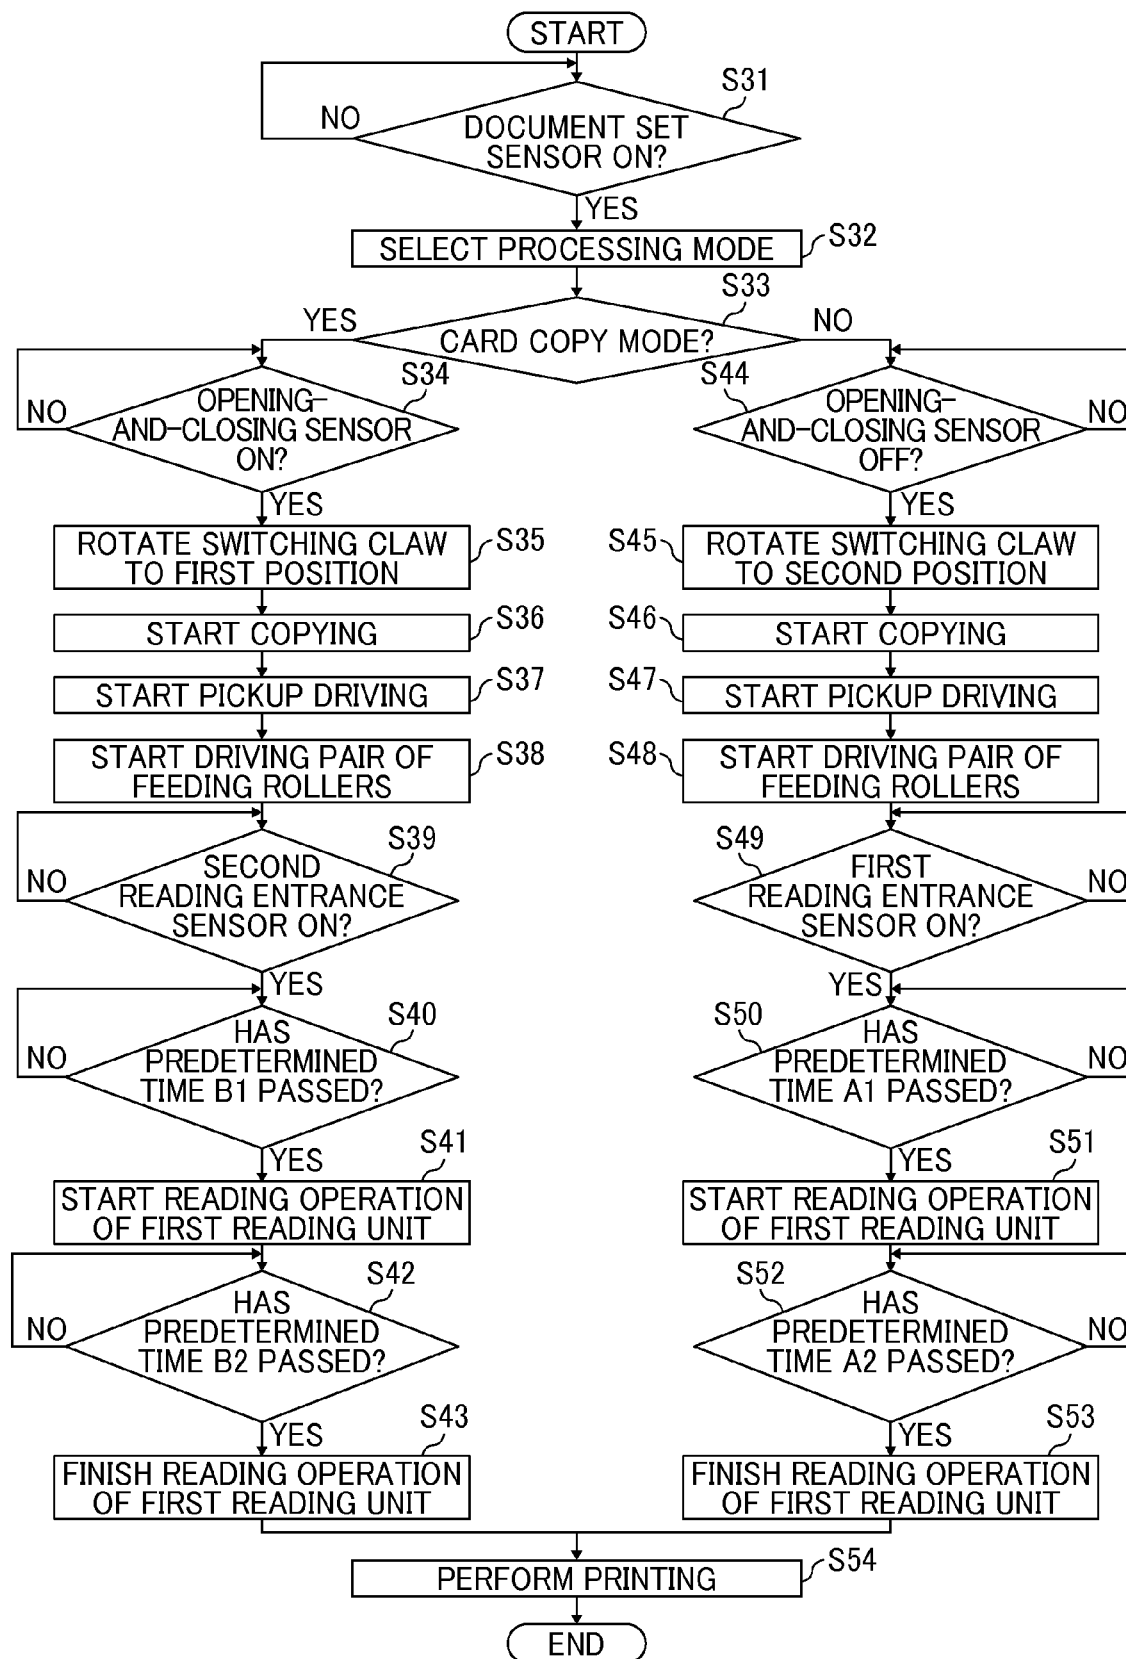 START
S31
NO
DOCUMENT SET
SENSOR ON?
YES
SELECT PROCESSING MODE
S32
S33
YES
CARD COPY MODE?
NO
S34
OPENING-
AND-CLOSING SENSOR
ON?
NO
YES
ROTATE SWITCHING CLAW
TO FIRST POSITION
S35
START COPYING
S36
START PICKUP DRIVING
S37
START DRIVING PAIR OF
FEEDING ROLLERS
S38
S39
SECOND
READING ENTRANCE
SENSOR ON?
NO
YES
S40
HAS
PREDETERMINED
TIME B1 PASSED?
NO
YES
S41
START READING OPERATION
OF FIRST READING UNIT
S42
HAS
PREDETERMINED
TIME B2 PASSED?
NO
YES
S43
FINISH READING OPERATION
OF FIRST READING UNIT
S44
OPENING-
AND-CLOSING SENSOR
OFF?
NO
YES
S45
ROTATE SWITCHING CLAW
TO SECOND POSITION
S46
START COPYING
S47
START PICKUP DRIVING
S48
START DRIVING PAIR OF
FEEDING ROLLERS
S49
FIRST
READING ENTRANCE
SENSOR ON?
NO
YES
S50
HAS
PREDETERMINED
TIME A1 PASSED?
NO
YES
S51
START READING OPERATION
OF FIRST READING UNIT
S52
HAS
PREDETERMINED
TIME A2 PASSED?
NO
YES
S53
FINISH READING OPERATION
OF FIRST READING UNIT
S54
PERFORM PRINTING
END